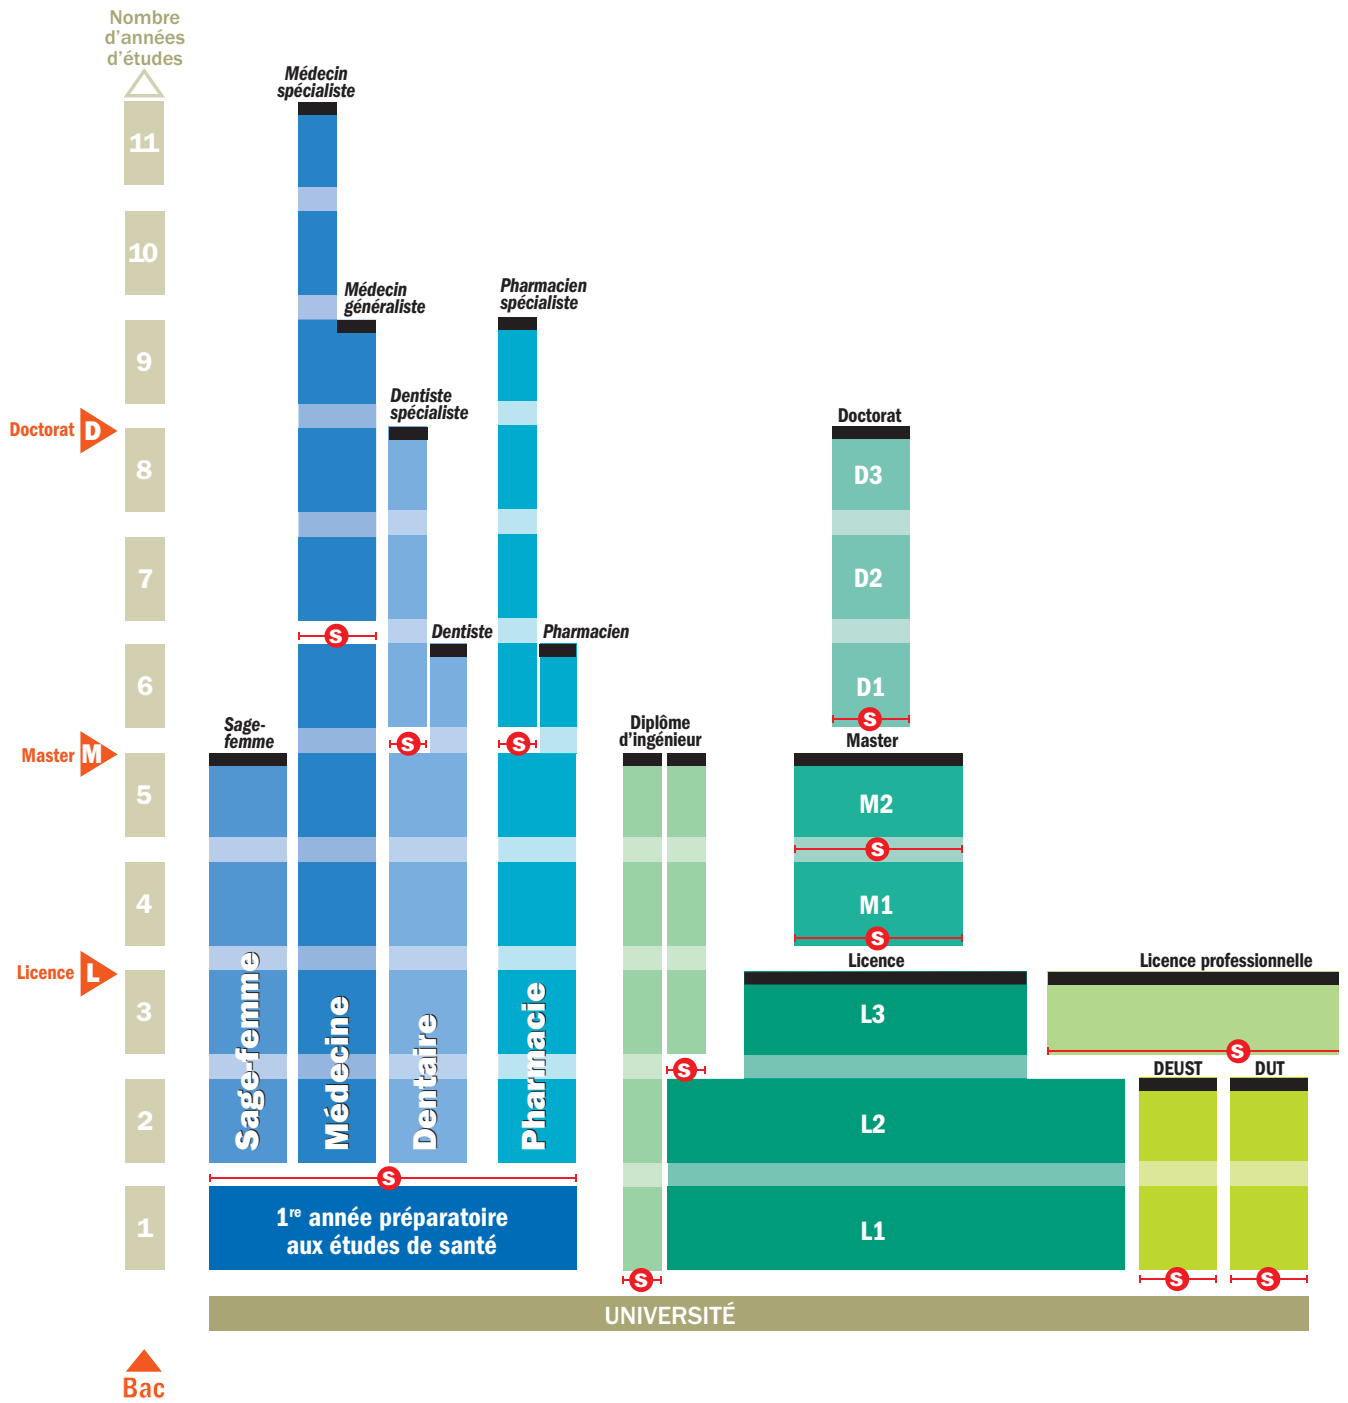 Nombre
d'années
d'études
Médecin
spécialiste
11
10
Médecin
généraliste
Pharmacien
spécialiste
9
Dentiste
spécialiste
Doctorat
Doctorat D
8
D3
7
D2
S
Dentiste
Pharmacien
6
D1
S
Sage-
femme
Diplôme
d'ingénieur
S
S
Master
Master M
5
M2
S
4
M1
S
Licence
Licence professionnelle
Licence L
3
L3
S
S
DEUST
DUT
Sage-femme
Médecine
Dentaire
Pharmacie
2
L2
S
1
1re année préparatoire
aux études de santé
L1
S
S
S
UNIVERSITÉ
Bac